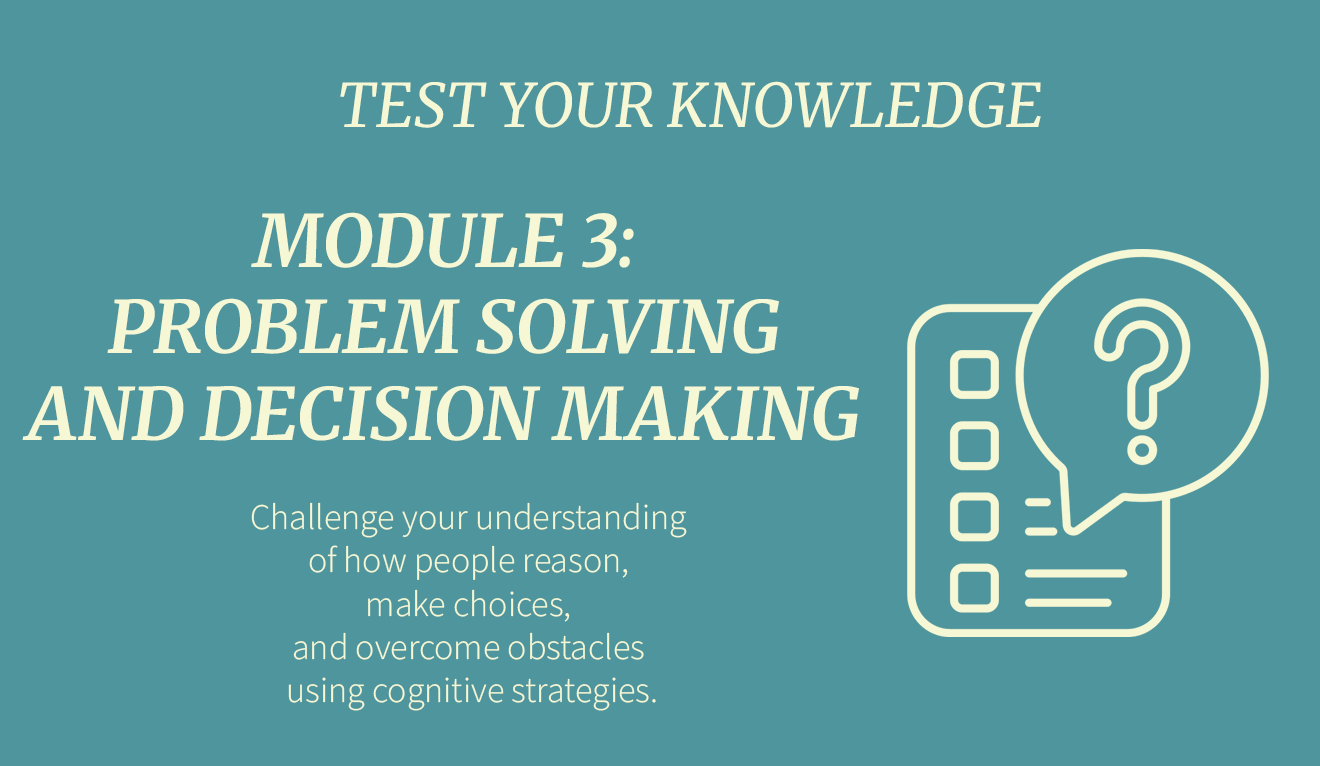 TEST YOUR KNOWLEDGE
MODULE 3:
PROBLEM SOLVING
AND DECISION MAKING
Challenge your understanding
of how people reason,
make choices,
and overcome obstacles
using cognitive strategies.
?